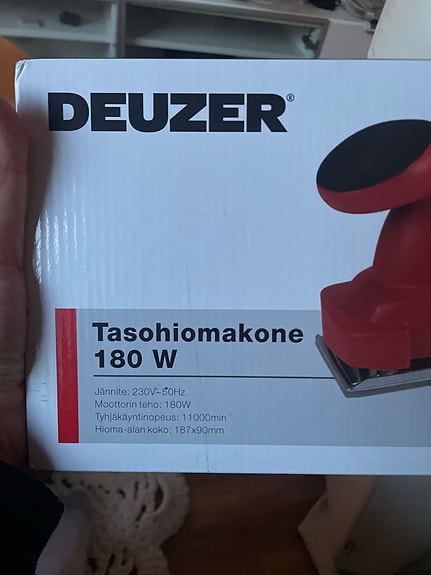 DEUZER®
Tasohiomakone
180 W
Jännite: 230V~50Hz
Moottorin teho: 180W
Tyhjäkäyntinopeus: 11000min⁻¹
Hioma-alan koko: 187x90mm